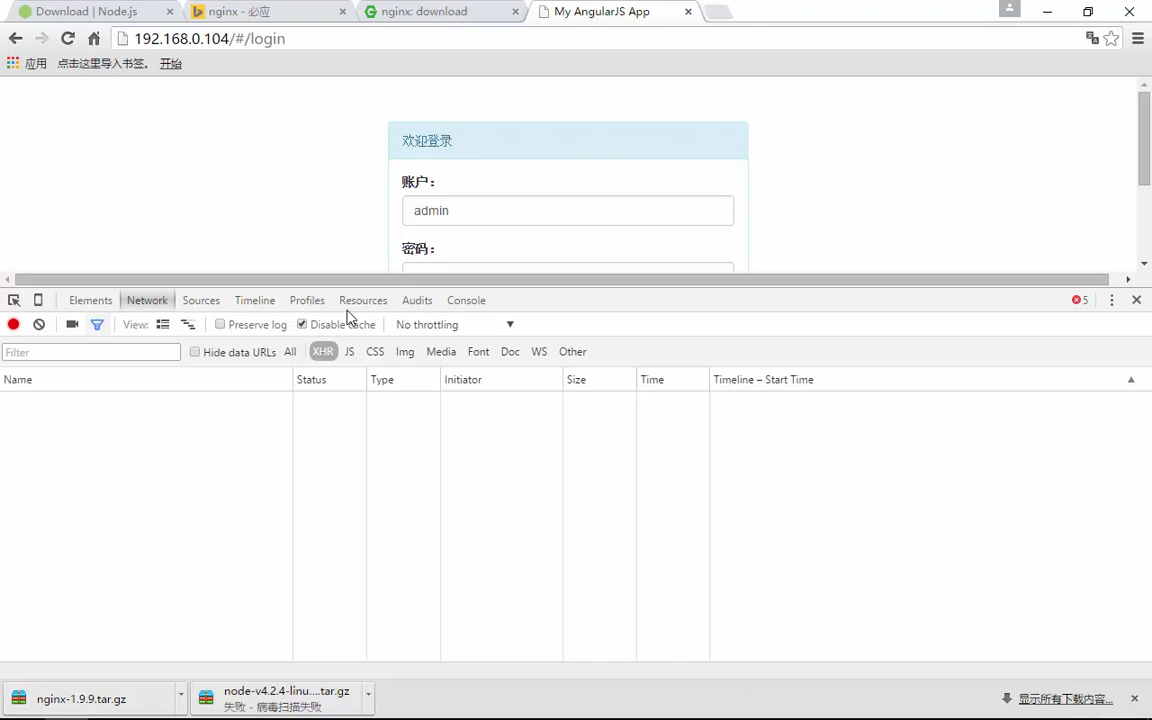 Download | Node.js
nginx - 必应
nginx: download
My AngularJS App
192.168.0.104/#/login
应用 点击这里导入书签。 开始
欢迎登录
账户：
admin
密码：
Elements Network Sources Timeline Profiles Resources Audits Console 5
View: Preserve log Disable cache No throttling
Filter Hide data URLs All XHR JS CSS Img Media Font Doc WS Other
Name Status Type Initiator Size Time Timeline – Start Time
nginx-1.9.9.tar.gz
node-v4.2.4-linu....tar.gz
失败 - 病毒扫描失败
显示所有下载内容...